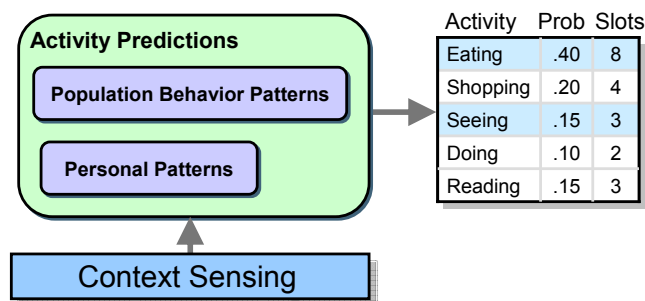 Activity Predictions
Population Behavior Patterns
Personal Patterns
Context Sensing
Activity Prob Slots
Eating .40 8
Shopping .20 4
Seeing .15 3
Doing .10 2
Reading .15 3